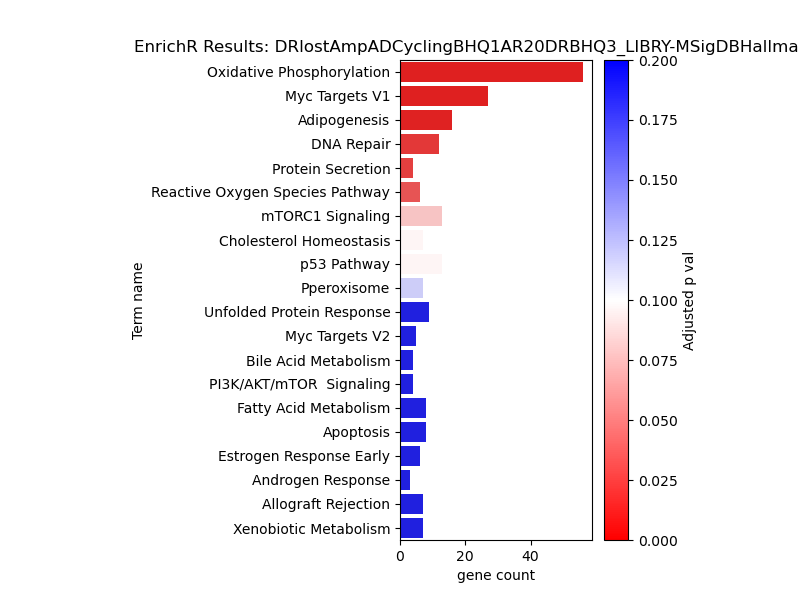 EnrichR Results: DRlostAmpADCyclingBHQ1AR20DRBHQ3_LIBRY-MSigDBHallma
Oxidative Phosphorylation
Myc Targets V1
Adipogenesis
DNA Repair
Protein Secretion
Reactive Oxygen Species Pathway
mTORC1 Signaling
Cholesterol Homeostasis
p53 Pathway
Pperoxisome
Unfolded Protein Response
Myc Targets V2
Bile Acid Metabolism
PI3K/AKT/mTOR  Signaling
Fatty Acid Metabolism
Apoptosis
Estrogen Response Early
Androgen Response
Allograft Rejection
Xenobiotic Metabolism
Term name
0 20 40
gene count
0.200
0.175
0.150
0.125
0.100
0.075
0.050
0.025
0.000
Adjusted p val